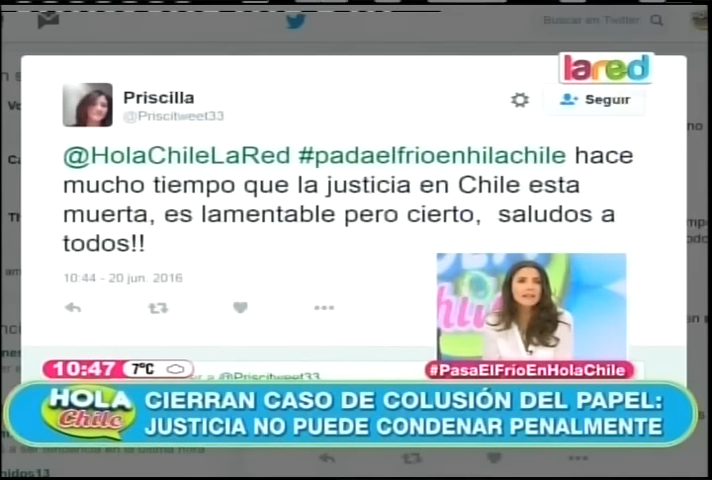 Buscar en Twitter
lared
Priscilla
@Priscitweet33
Seguir
@HolaChileLaRed #padaelfrioenhilachile hace
mucho tiempo que la justicia en Chile esta
muerta, es lamentable pero cierto, saludos a
todos!!
10:44 - 20 jun. 2016
10:47 7°C
#PasaElFríoEnHolaChile
HOLA
Chile
CIERRAN CASO DE COLUSIÓN DEL PAPEL:
JUSTICIA NO PUEDE CONDENAR PENALMENTE